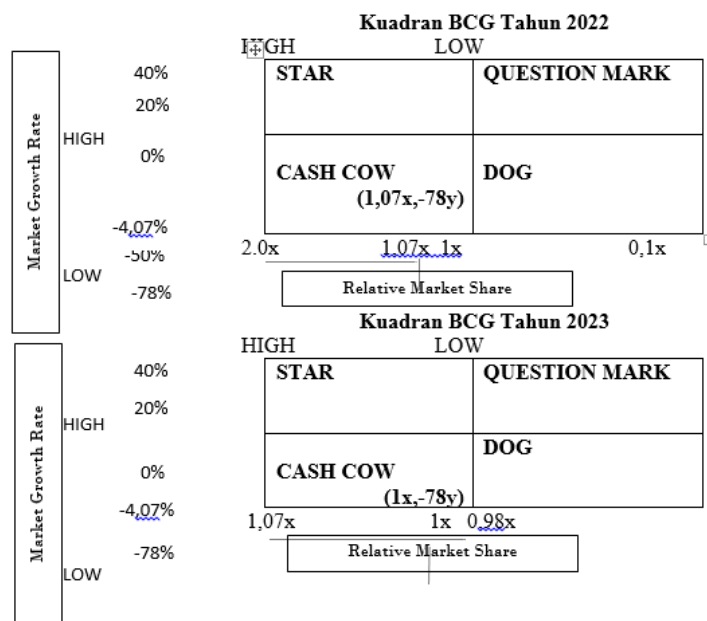 Kuadran BCG Tahun 2022
LOW
40%
STAR
QUESTION MARK
20%
Market Growth Rate
HIGH
0%
CASH COW
DOG
(1,07x,-78y)
-4,07%
2.0x
1.07x 1x
0,1x
-50%
LOW
-78%
Relative Market Share
Kuadran BCG Tahun 2023
HIGH
LOW
40%
STAR
QUESTION MARK
20%
Market Growth Rate
HIGH
DOG
0%
CASH COW
(1x,-78y)
-4,07%
1,07x
1x
0,98x
-78%
Relative Market Share
LOW